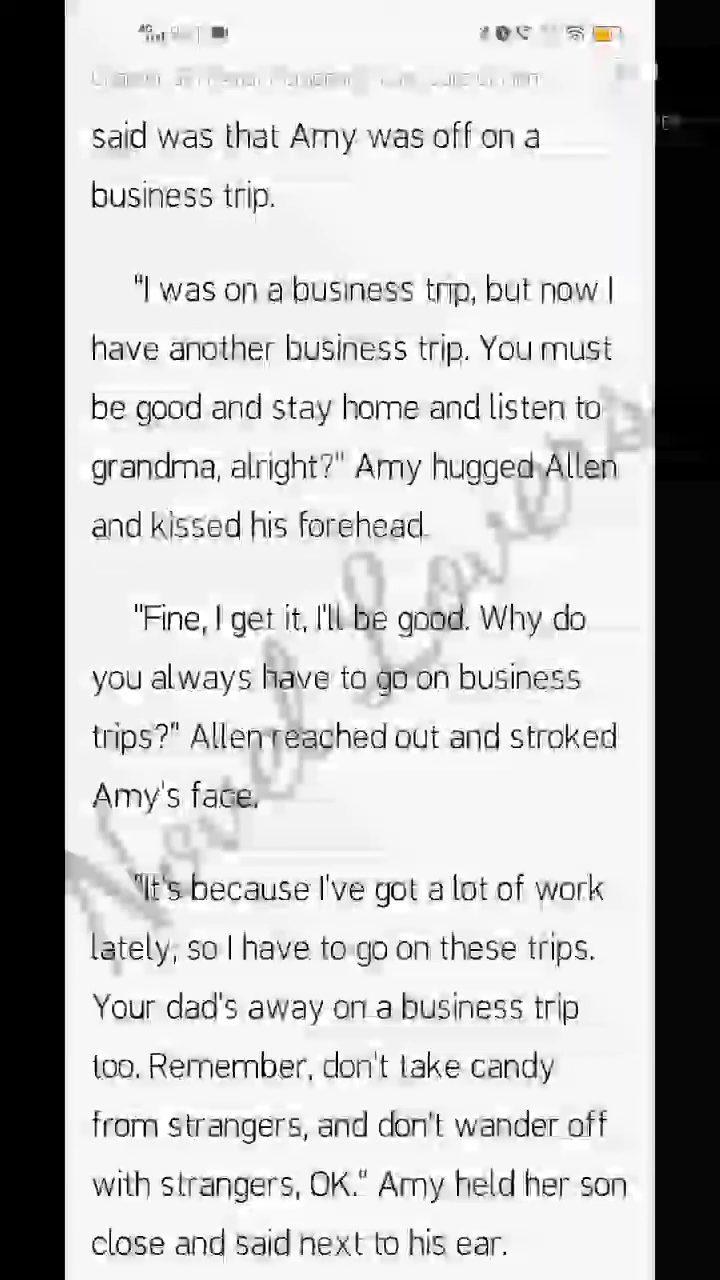 said was that Amy was off on a
business trip.
"I was on a business trip, but now I
have another business trip. You must
be good and stay home and listen to
grandma, alright?" Amy hugged Allen
and kissed his forehead.
"Fine, I get it, I'll be good. Why do
you always have to go on business
trips?" Allen reached out and stroked
Amy's face.
"It's because I've got a lot of work
lately, so I have to go on these trips.
Your dad's away on a business trip
too. Remember, don't take candy
from strangers, and don't wander off
with strangers, OK." Amy held her son
close and said next to his ear.
Novel Lovers